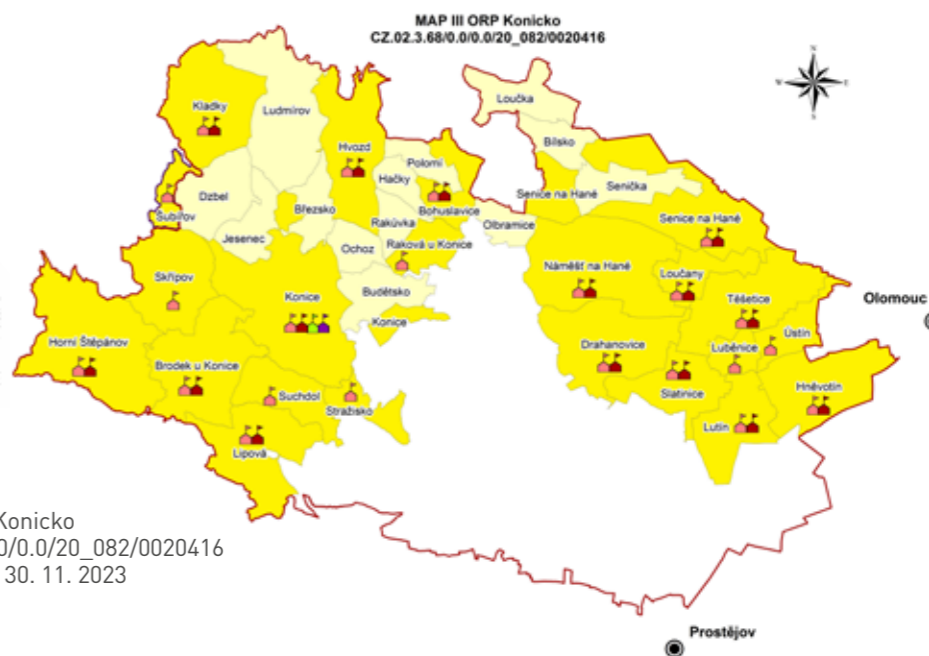 MAP III ORP Konicko
CZ.02.3.68/0.0/0.0/20_082/0020416
N
W
E
S
Loučka
Kladky
Ludmírov
Bílsko
Hvozd
Polomí
Hačky
Senička
Senice na Hané
Dzbel
Březsko
Bohuslavice
Šubířov
Rakůvka
Olbramice
Senice na Hané
Jesenec
Ochoz
Raková u Konice
Skřípov
Náměšť na Hané
Loučany
Konice
Budětsko
Těšetice
Olomouc
Konice
Ústín
Horní Štěpánov
Drahanovice
Luběnice
Brodek u Konice
Hněvotín
Suchdol
Slatinice
Stražisko
Lutín
Lipová
Konicko
0/0.0/20_082/0020416
30. 11. 2023
Prostějov